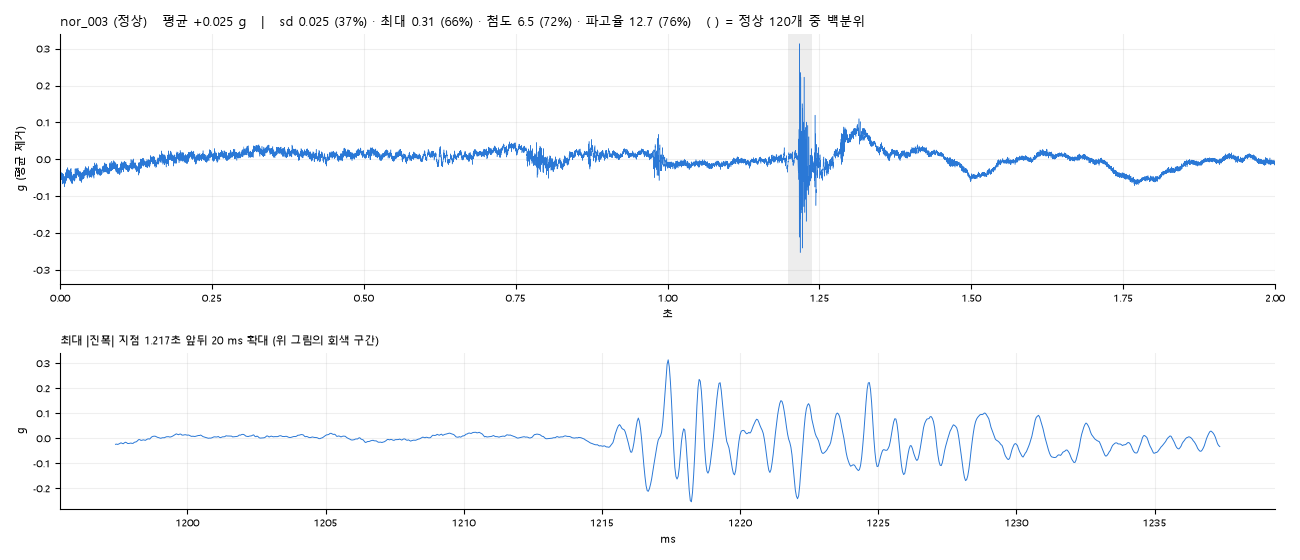 nor_003 (정상) 평균 +0.025 g | sd 0.025 (37%) · 최대 0.31 (66%) · 첨도 6.5 (72%) · 파고율 12.7 (76%) ( ) = 정상 120개 중 백분위
g (평균 제거)
0.3
0.2
0.1
0.0
-0.1
-0.2
-0.3
0.00 0.25 0.50 0.75 1.00 1.25 1.50 1.75 2.00
초
최대 |진폭| 지점 1.217초 앞뒤 20 ms 확대 (위 그림의 회색 구간)
g
0.3
0.2
0.1
0.0
-0.1
-0.2
1200 1205 1210 1215 1220 1225 1230 1235
ms